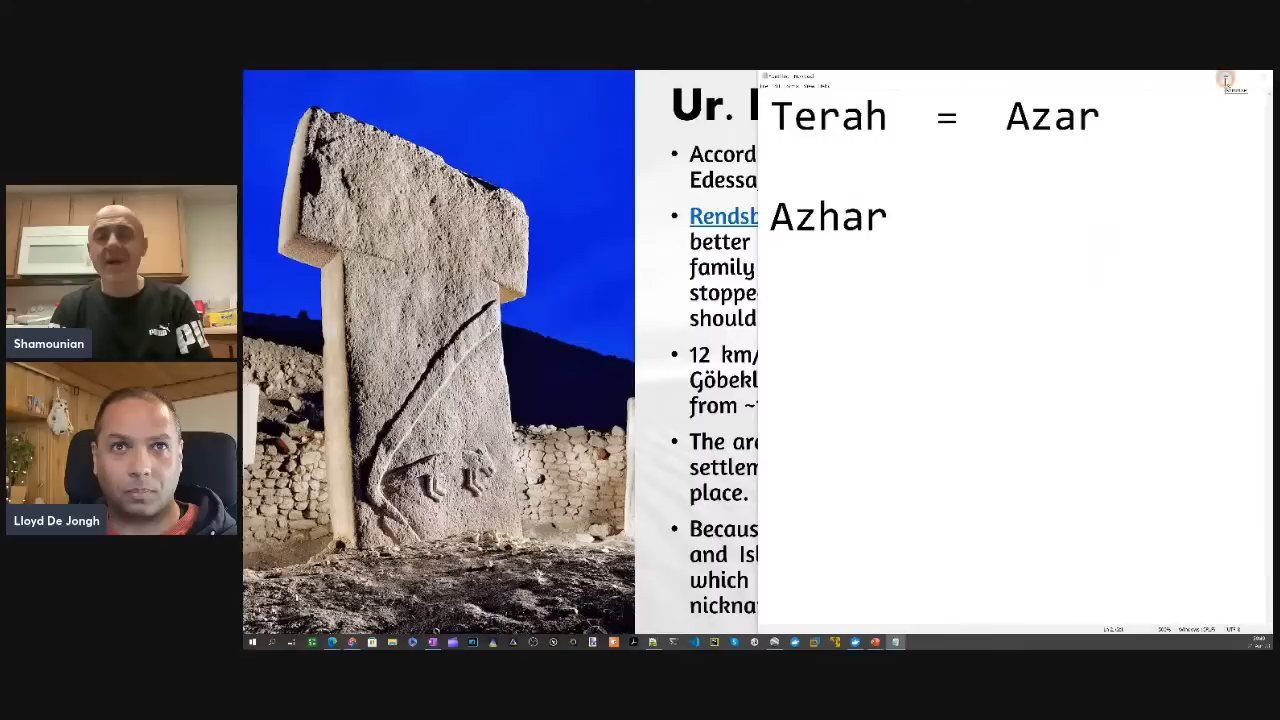 Ur.
Terah = Azar
Azhar
• Accord
Edessa
• Rendsb
better
family
stoppe
should
• 12 km/
Göbekl
from
• The are
settlem
place.
• Becaus
and Isl
which
nickna
Shamounian
PUMA
Lloyd De Jongh